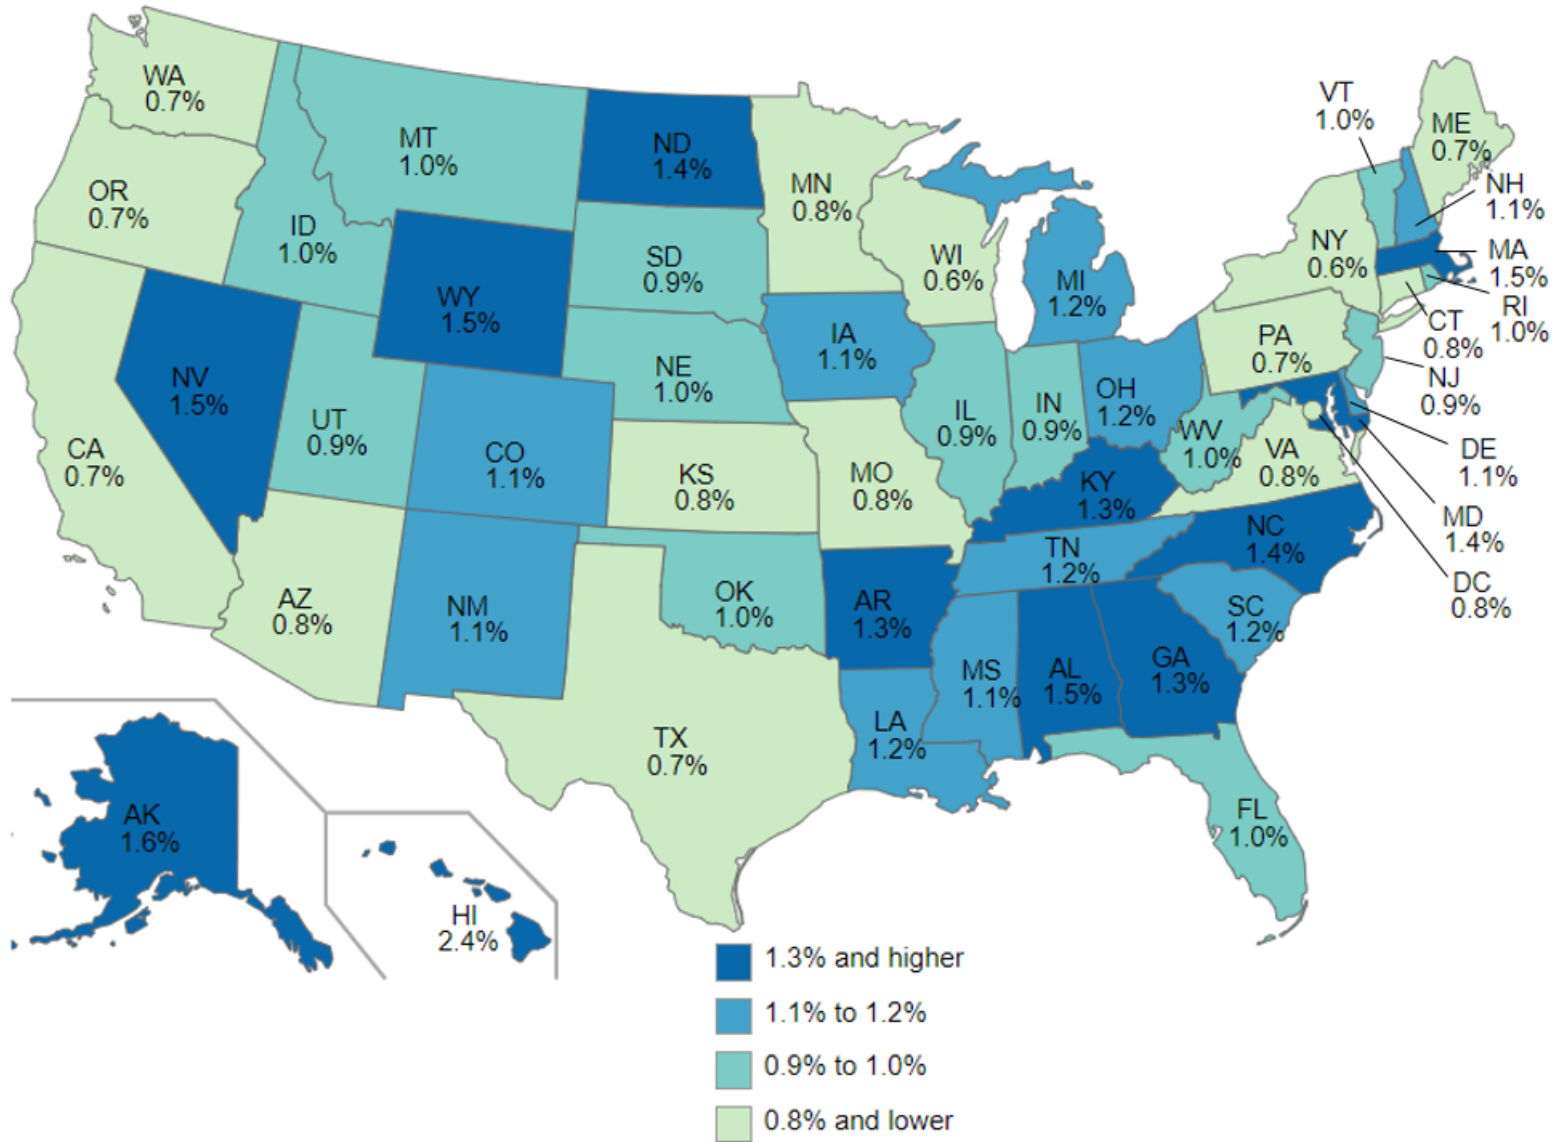 WA
0.7%
MT
1.0%
ND
1.4%
VT
1.0%
ME
0.7%
OR
0.7%
ID
1.0%
MN
0.8%
NH
1.1%
SD
0.9%
WI
0.6%
NY
0.6%
MA
1.5%
WY
1.5%
MI
1.2%
RI
1.0%
IA
1.1%
PA
0.7%
CT
0.8%
NV
1.5%
NE
1.0%
NJ
0.9%
UT
0.9%
IL
0.9%
IN
0.9%
OH
1.2%
CA
0.7%
CO
1.1%
KS
0.8%
MO
0.8%
WV
1.0%
VA
0.8%
DE
1.1%
KY
1.3%
MD
1.4%
NC
1.4%
TN
1.2%
DC
0.8%
AZ
0.8%
NM
1.1%
OK
1.0%
AR
1.3%
SC
1.2%
MS
1.1%
AL
1.5%
GA
1.3%
LA
1.2%
TX
0.7%
AK
1.6%
FL
1.0%
HI
2.4%
1.3% and higher
1.1% to 1.2%
0.9% to 1.0%
0.8% and lower